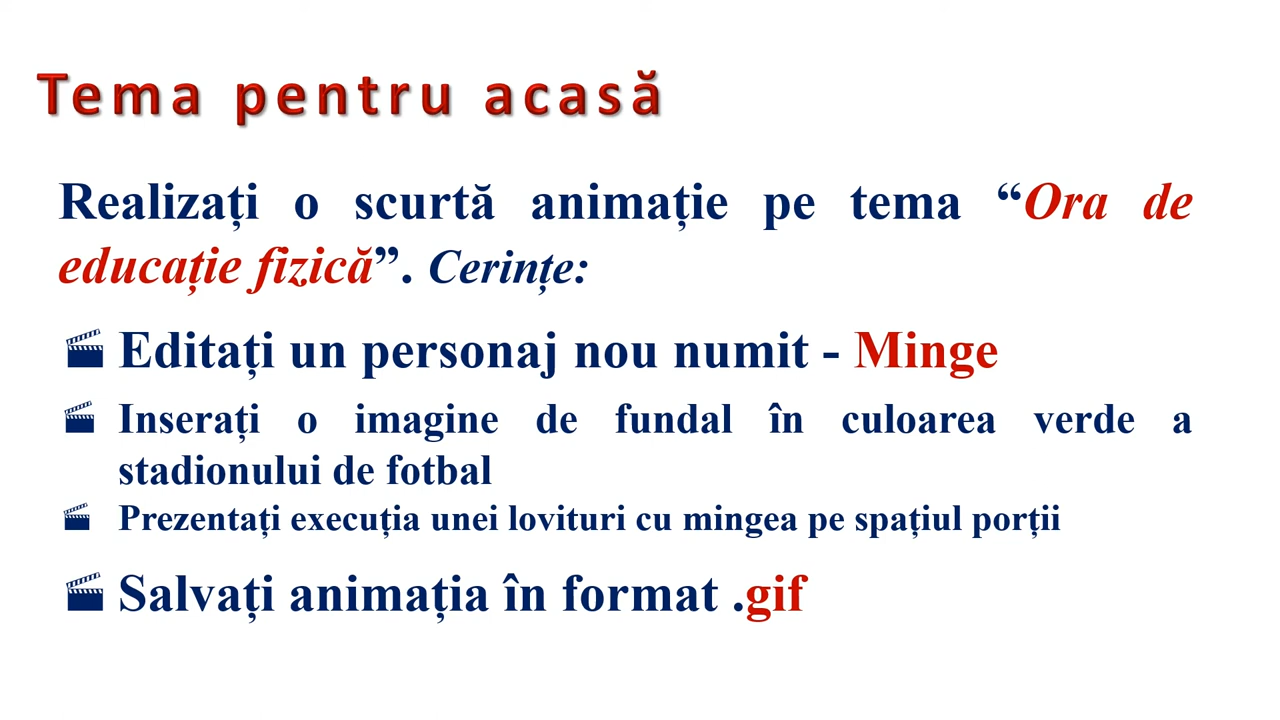 Tema pentru acasă
Realizați o scurtă animație pe tema “Ora de
educație fizică”. Cerințe:
Editați un personaj nou numit - Minge
Inserați o imagine de fundal în culoarea verde a
stadionului de fotbal
Prezentați execuția unei lovituri cu mingea pe spațiul porții
Salvați animația în format .gif